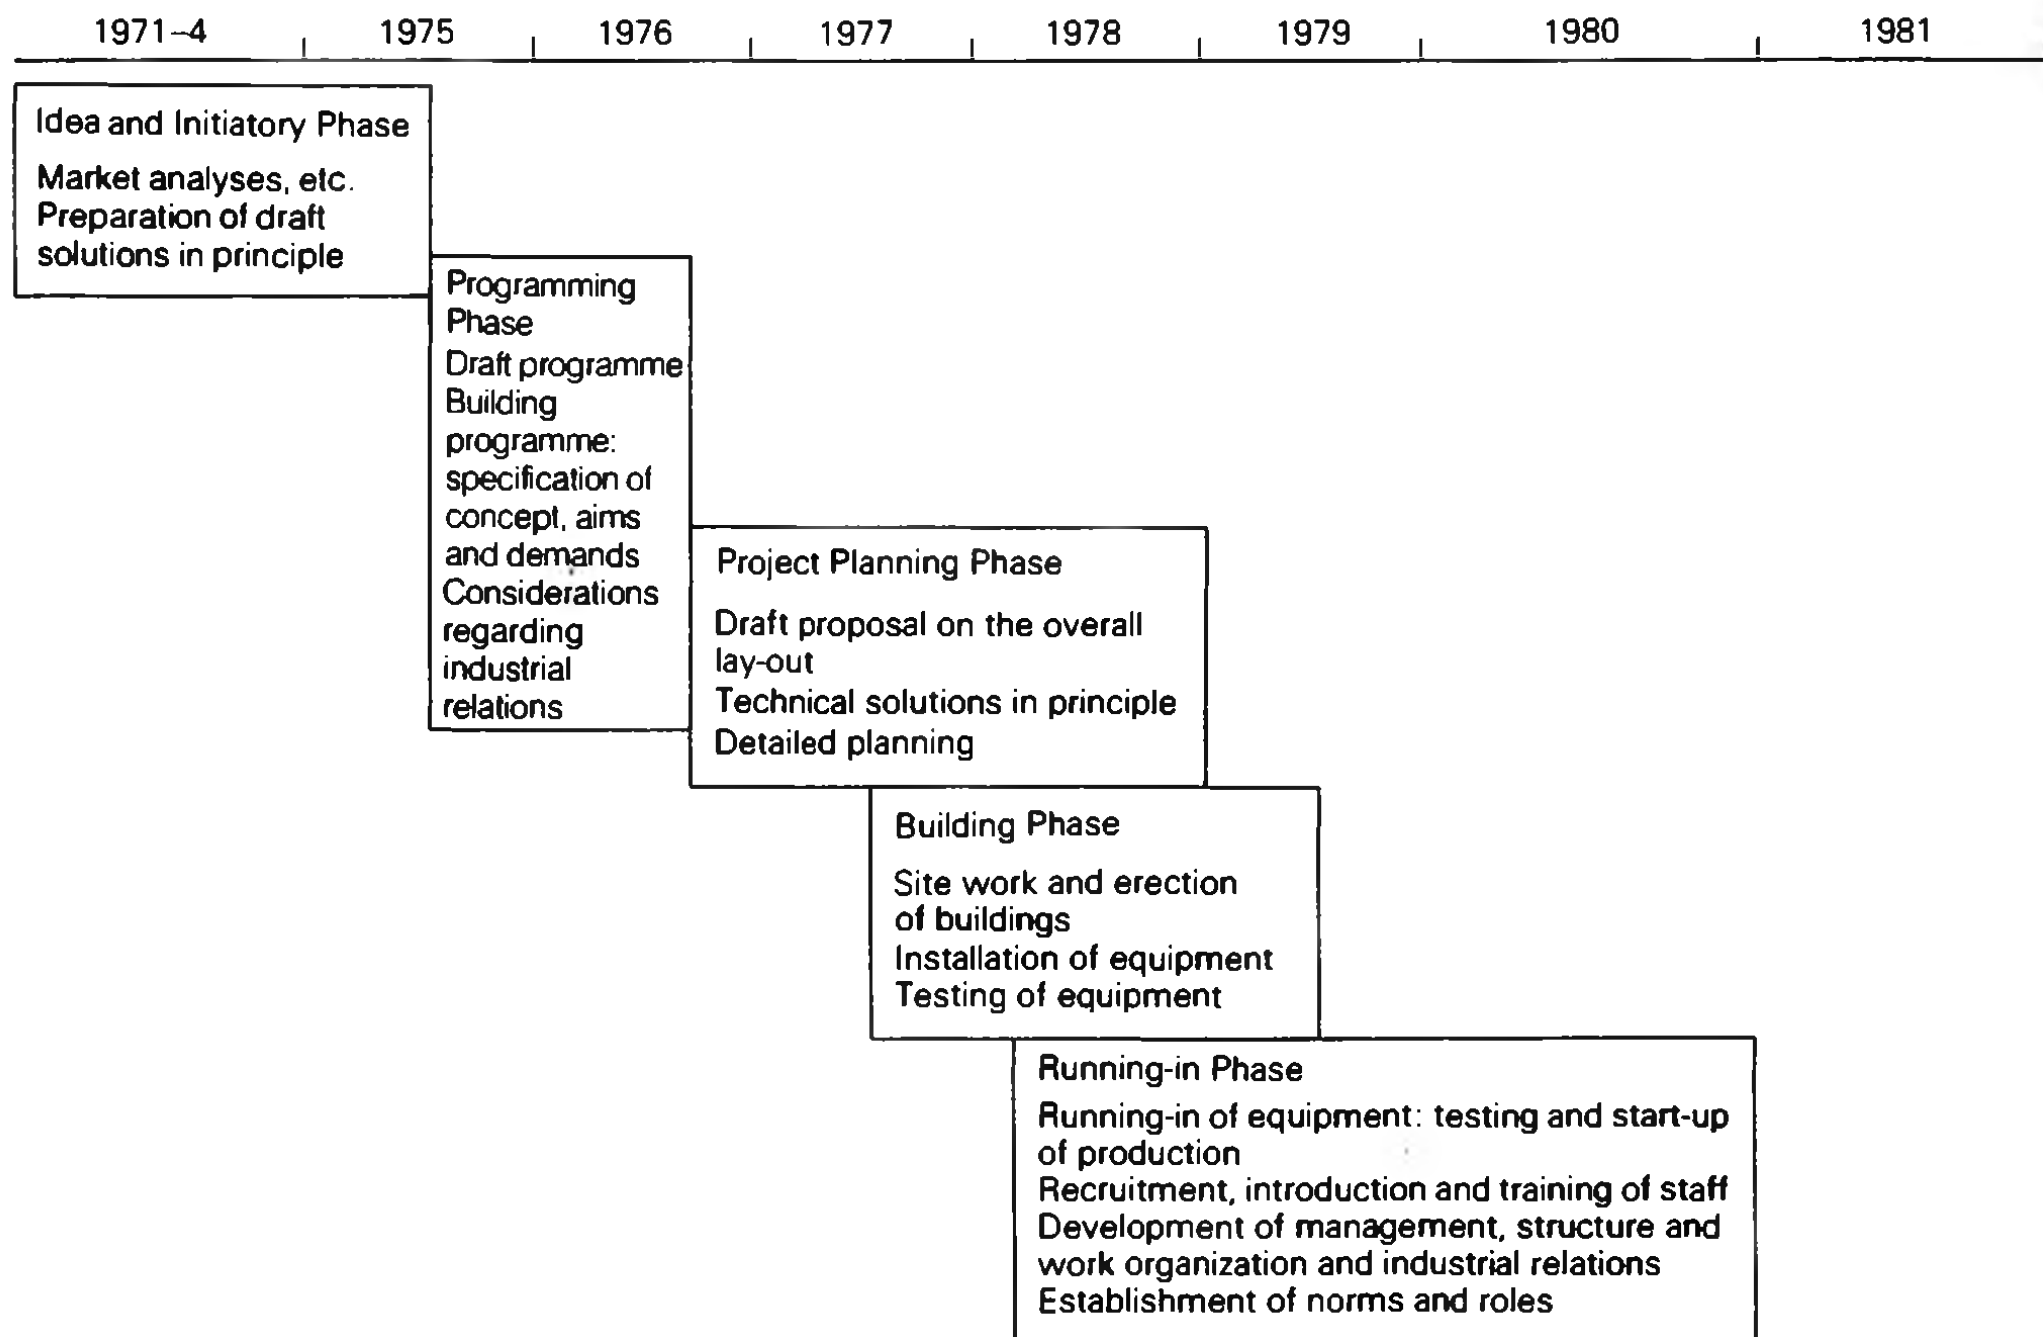 1971–4 1975 1976 1977 1978 1979 1980 1981
Idea and Initiatory Phase
Market analyses, etc.
Preparation of draft
solutions in principle
Programming
Phase
Draft programme
Building
programme:
specification of
concept, aims
and demands
Considerations
regarding
industrial
relations
Project Planning Phase
Draft proposal on the overall
lay-out
Technical solutions in principle
Detailed planning
Building Phase
Site work and erection
of buildings
Installation of equipment
Testing of equipment
Running-in Phase
Running-in of equipment: testing and start-up
of production
Recruitment, introduction and training of staff
Development of management, structure and
work organization and industrial relations
Establishment of norms and roles